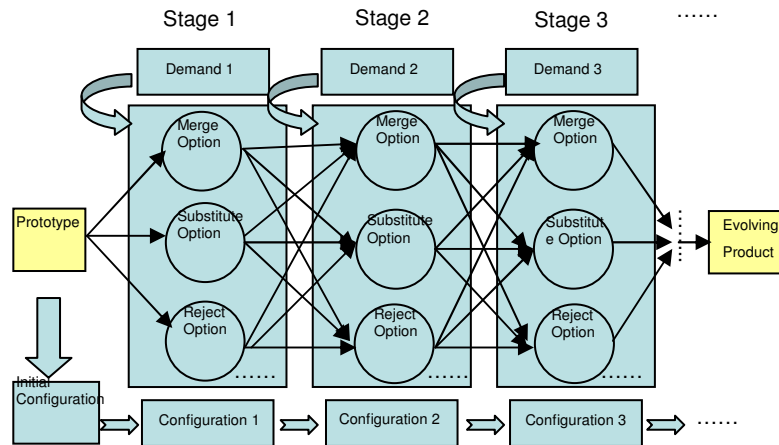 Stage 1
Stage 2
Stage 3
......
Demand 1
Demand 2
Demand 3
Merge
Option
Merge
Option
Merge
Option
Prototype
Substitute
Option
Substitute
Option
Substitut
e Option
......
Evolving
Product
Reject
Option
Reject
Option
Reject
Option
......
......
......
Initial
Configuration
Configuration 1
Configuration 2
Configuration 3
......